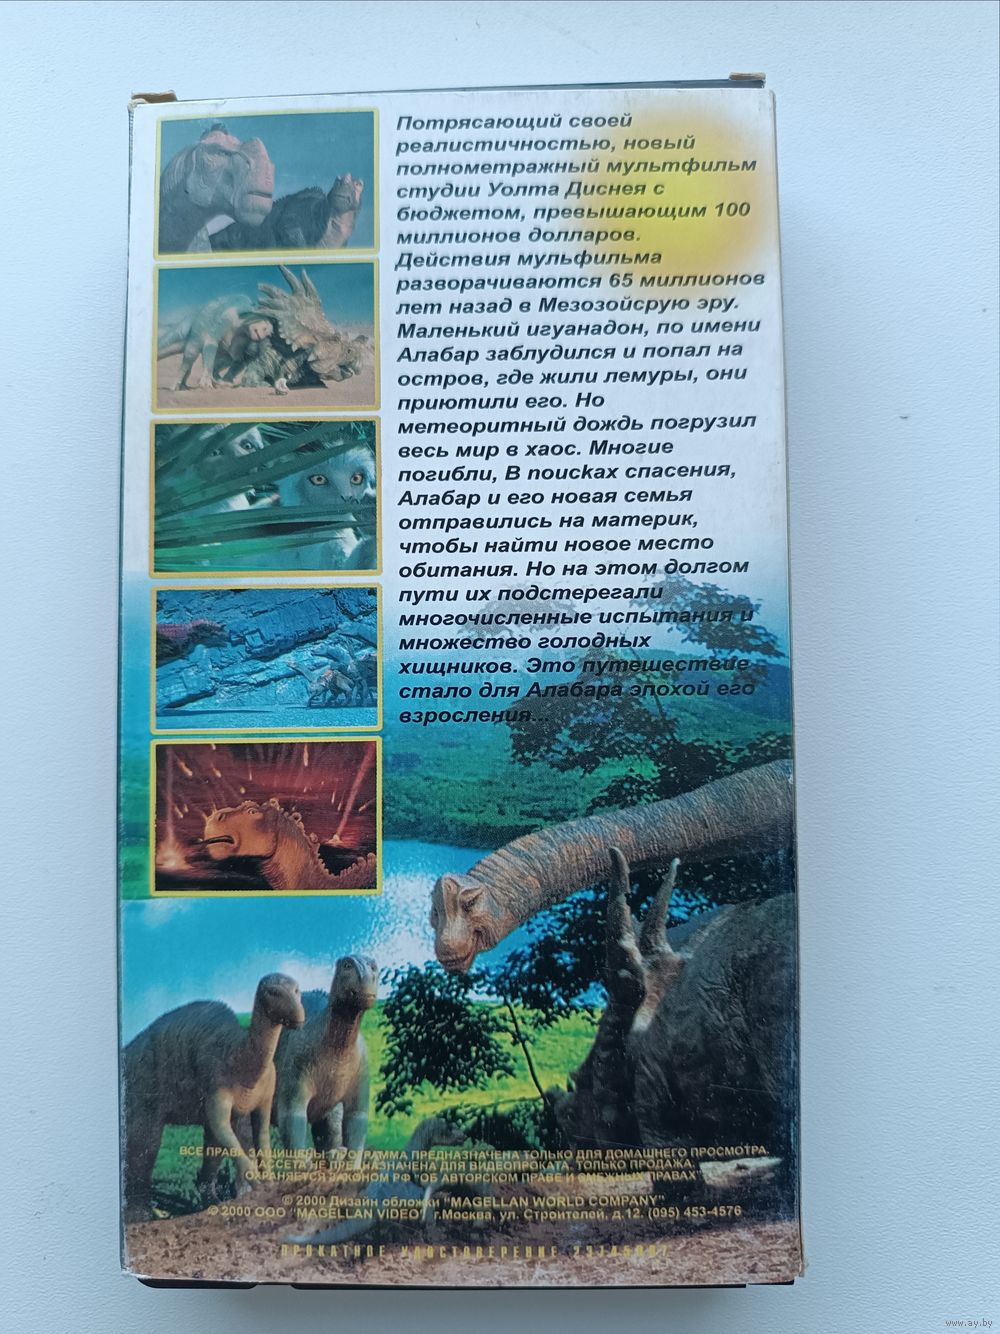 Потрясающий своей
реалистичностью, новый
полнометражный мультфильм
студии Уолта Диснея с
бюджетом, превышающим 100
миллионов долларов.
Действия мульфильма
разворачиваются 65 миллионов
лет назад в Мезозойсрую эру.
Маленький игуанадон, по имени
Алабар заблудился и попал на
остров, где жили лемуры, они
приютили его. Но
метеоритный дождь погрузил
весь мир в хаос. Многие
погибли, В поисках спасения,
Алабар и его новая семья
отправились на материк,
чтобы найти новое место
обитания. Но на этом долгом
пути их подстерегали
многочисленные испытания и
множество голодных
хищников. Это путешествие
стало для Алабара эпохой его
взросления...
ВСЕ ПРАВА ЗАЩИЩЕНЫ. ПРОГРАММА ПРЕДНАЗНАЧЕНА ТОЛЬКО ДЛЯ ДОМАШНЕГО ПРОСМОТРА.
КАССЕТА НЕ ПРЕДНАЗНАЧЕНА ДЛЯ ВИДЕОПРОКАТА, ТОЛЬКО ПРОДАЖА.
ОХРАНЯЕТСЯ ЗАКОНОМ РФ "ОБ АВТОРСКОМ ПРАВЕ И СМЕЖНЫХ ПРАВАХ"
© 2000 Дизайн обложки "MAGELLAN WORLD COMPANY"
© 2000 ООО "MAGELLAN VIDEO" г.Москва, ул. Строителей, д.12. (095) 453-4576
ПРОКАТНОЕ УДОСТОВЕРЕНИЕ
www.ay.by